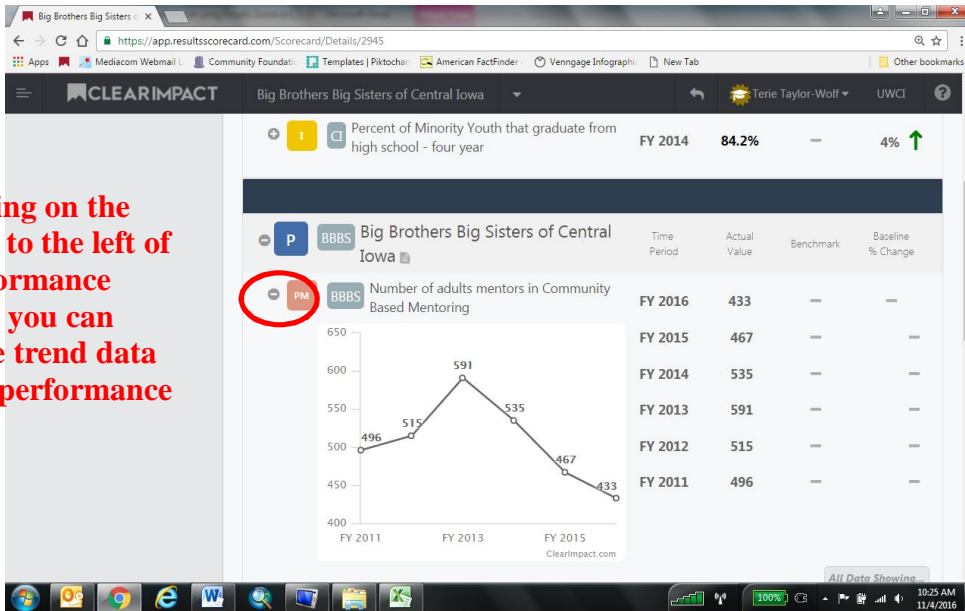 Big Brothers Big Sisters
https://app.resultsscorecard.com/Scorecard/Details/2945
Apps Mediacom Webmail Community Foundati Templates | Piktochar American FactFinder - Venngage Infographi New Tab Other bookmarks
CLEARIMPACT Big Brothers Big Sisters of Central Iowa Terie Taylor-Wolf UWCI ?
I CI Percent of Minority Youth that graduate from
high school - four year FY 2014 84.2% — 4%
ing on the
to the left of
ormance
you can
e trend data
performance
P BBBS Big Brothers Big Sisters of Central
Iowa
Time
Period
Actual
Value
Benchmark
Baseline
% Change
PM BBBS Number of adults mentors in Community
Based Mentoring
FY 2016 433 — —
FY 2015 467 — —
FY 2014 535 — —
FY 2013 591 — —
FY 2012 515 — —
FY 2011 496 — —
650
600
550
500
450
400
496
515
591
535
467
433
FY 2011 FY 2013 FY 2015
ClearImpact.com
All Data Showing...
100%
10:25 AM
11/4/2016